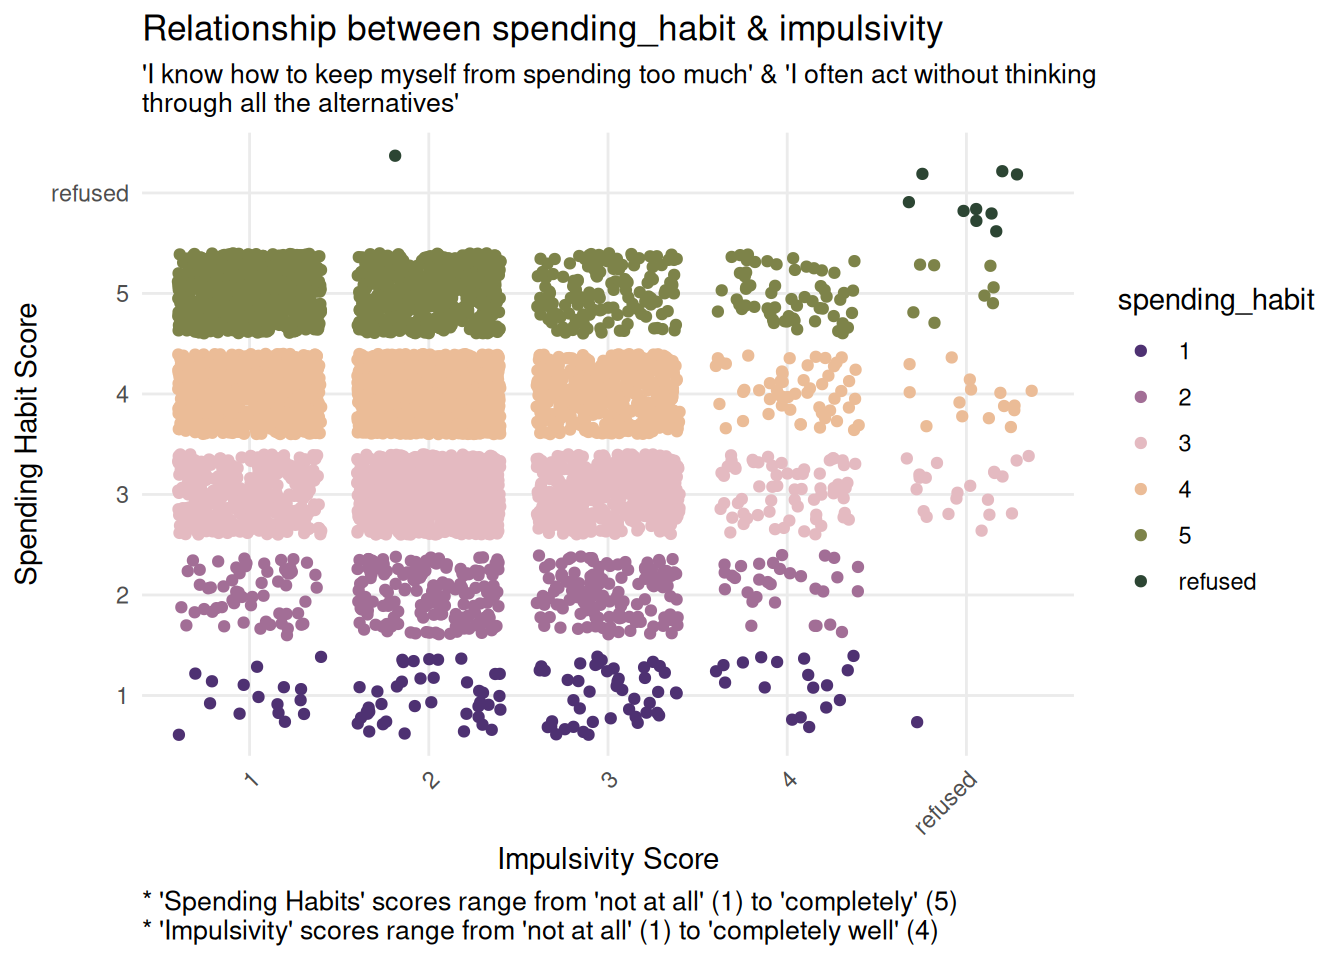 Relationship between spending_habit & impulsivity
'I know how to keep myself from spending too much' & 'I often act without thinking
through all the alternatives'
refused
5
4
3
2
1
Spending Habit Score
1
2
3
4
refused
Impulsivity Score
spending_habit
1
2
3
4
5
refused
* 'Spending Habits' scores range from 'not at all' (1) to 'completely' (5)
* 'Impulsivity' scores range from 'not at all' (1) to 'completely well' (4)